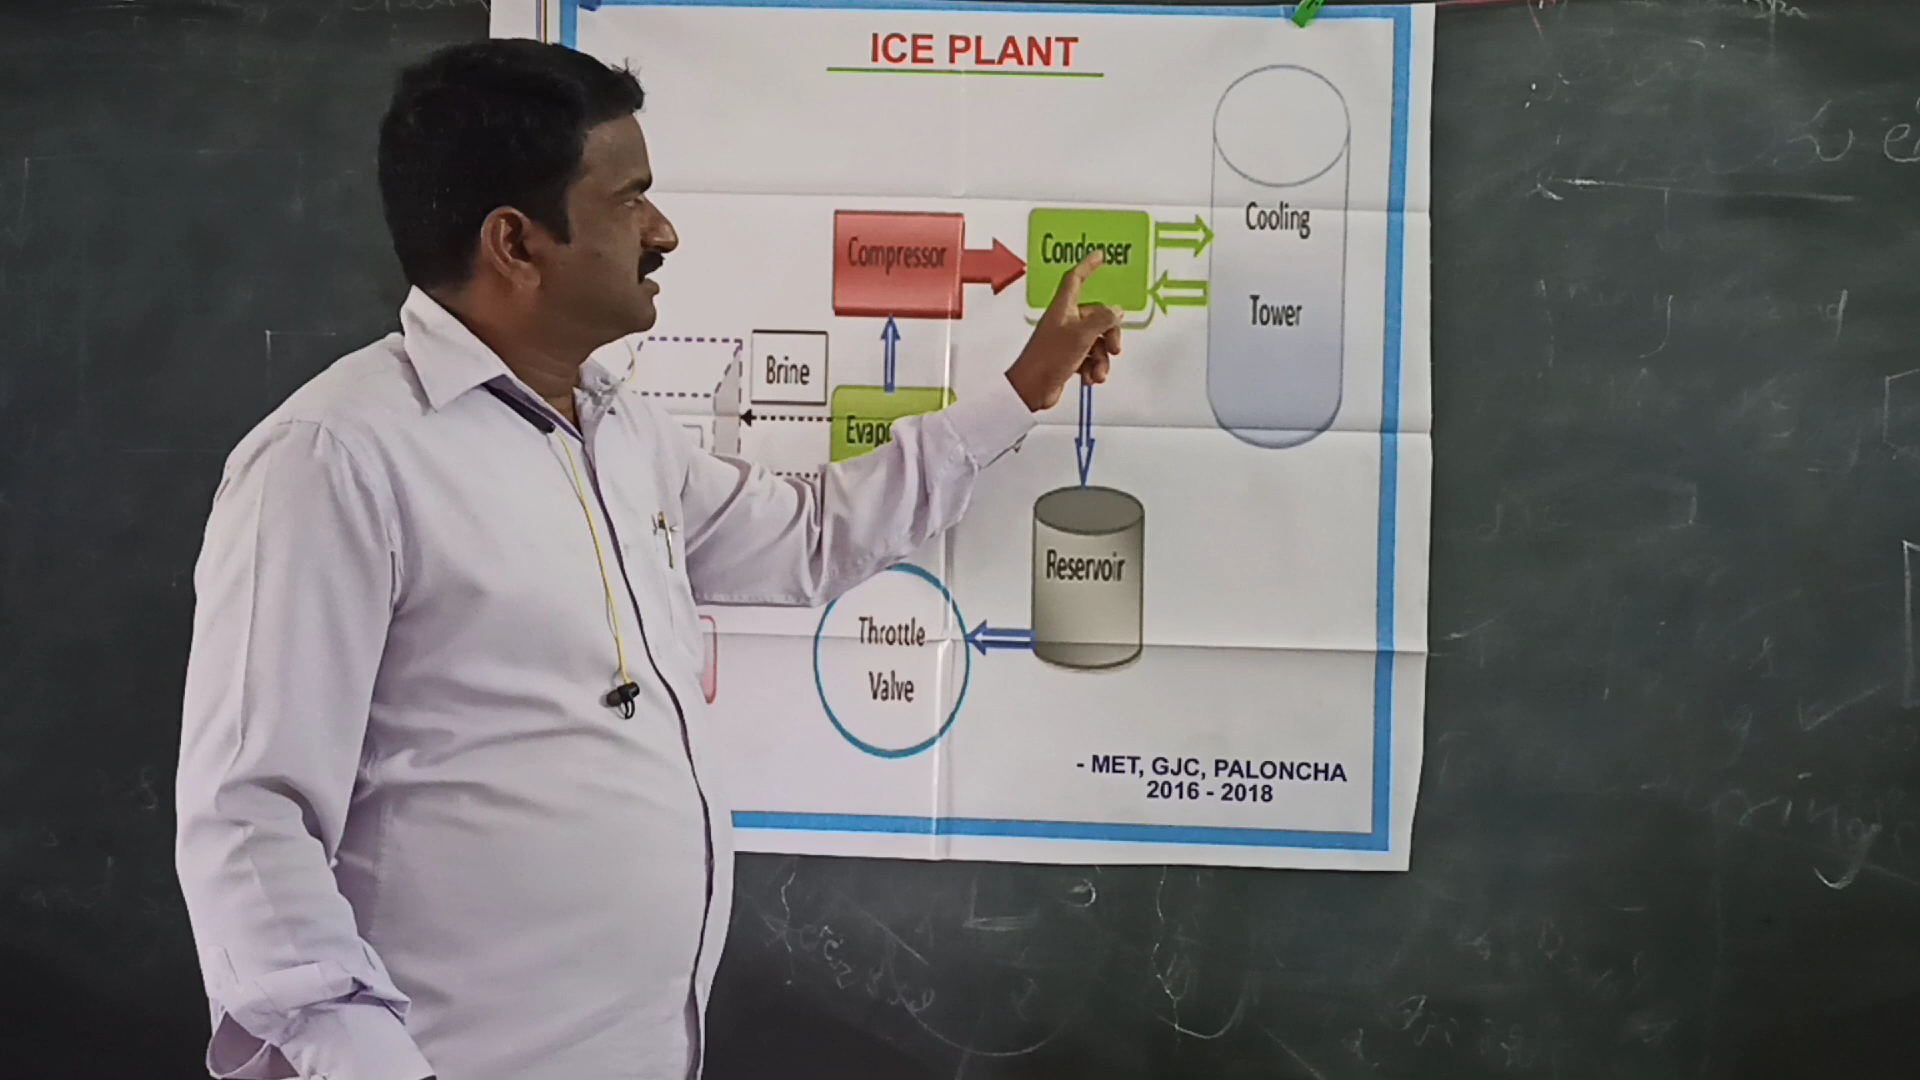 ICE PLANT
Compressor
Condenser
Cooling
Tower
Brine
Reservoir
Throttle
Valve
- MET, GJC, PALONCHA
2016 - 2018